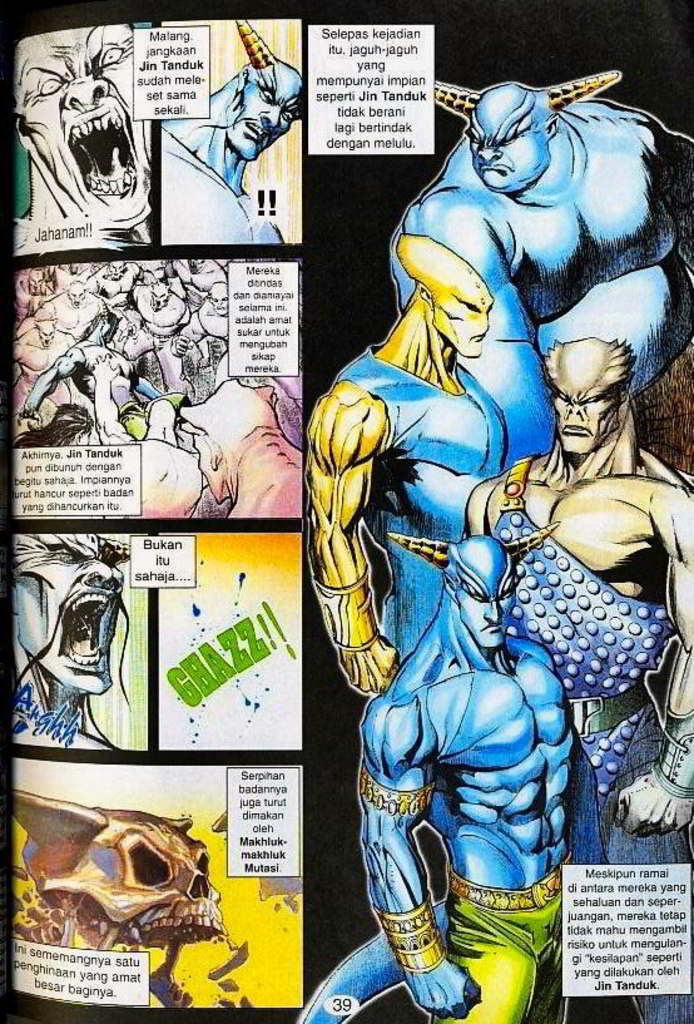 Malang,
jangkaan
Jin Tanduk
sudah mele-
set sama
sekali.
!!
Jahanam!!
Selepas kejadian
itu, jaguh-jaguh
yang
mempunyai impian
seperti Jin Tanduk
tidak berani
lagi bertindak
dengan melulu.
Mereka
ditindas
dan dianiayai
selama ini.
adalah amat
sukar untuk
mengubah
sikap
mereka.
Akhirnya, Jin Tanduk
pun dibunuh dengan
begitu sahaja. Impiannya
turut hancur seperti badan
yang dihancurkan itu.
Bukan
itu
sahaja....
GHAZZ!!
Serpihan
badannya
juga turut
dimakan
oleh
Makhluk-
makhluk
Mutasi.
Ini sememangnya satu
penghinaan yang amat
besar baginya.
Meskipun ramai
di antara mereka yang
sehaluan dan seper-
juangan, mereka tetap
tidak mahu mengambil
risiko untuk mengulan-
gi "kesilapan" seperti
yang dilakukan oleh
Jin Tanduk.
39